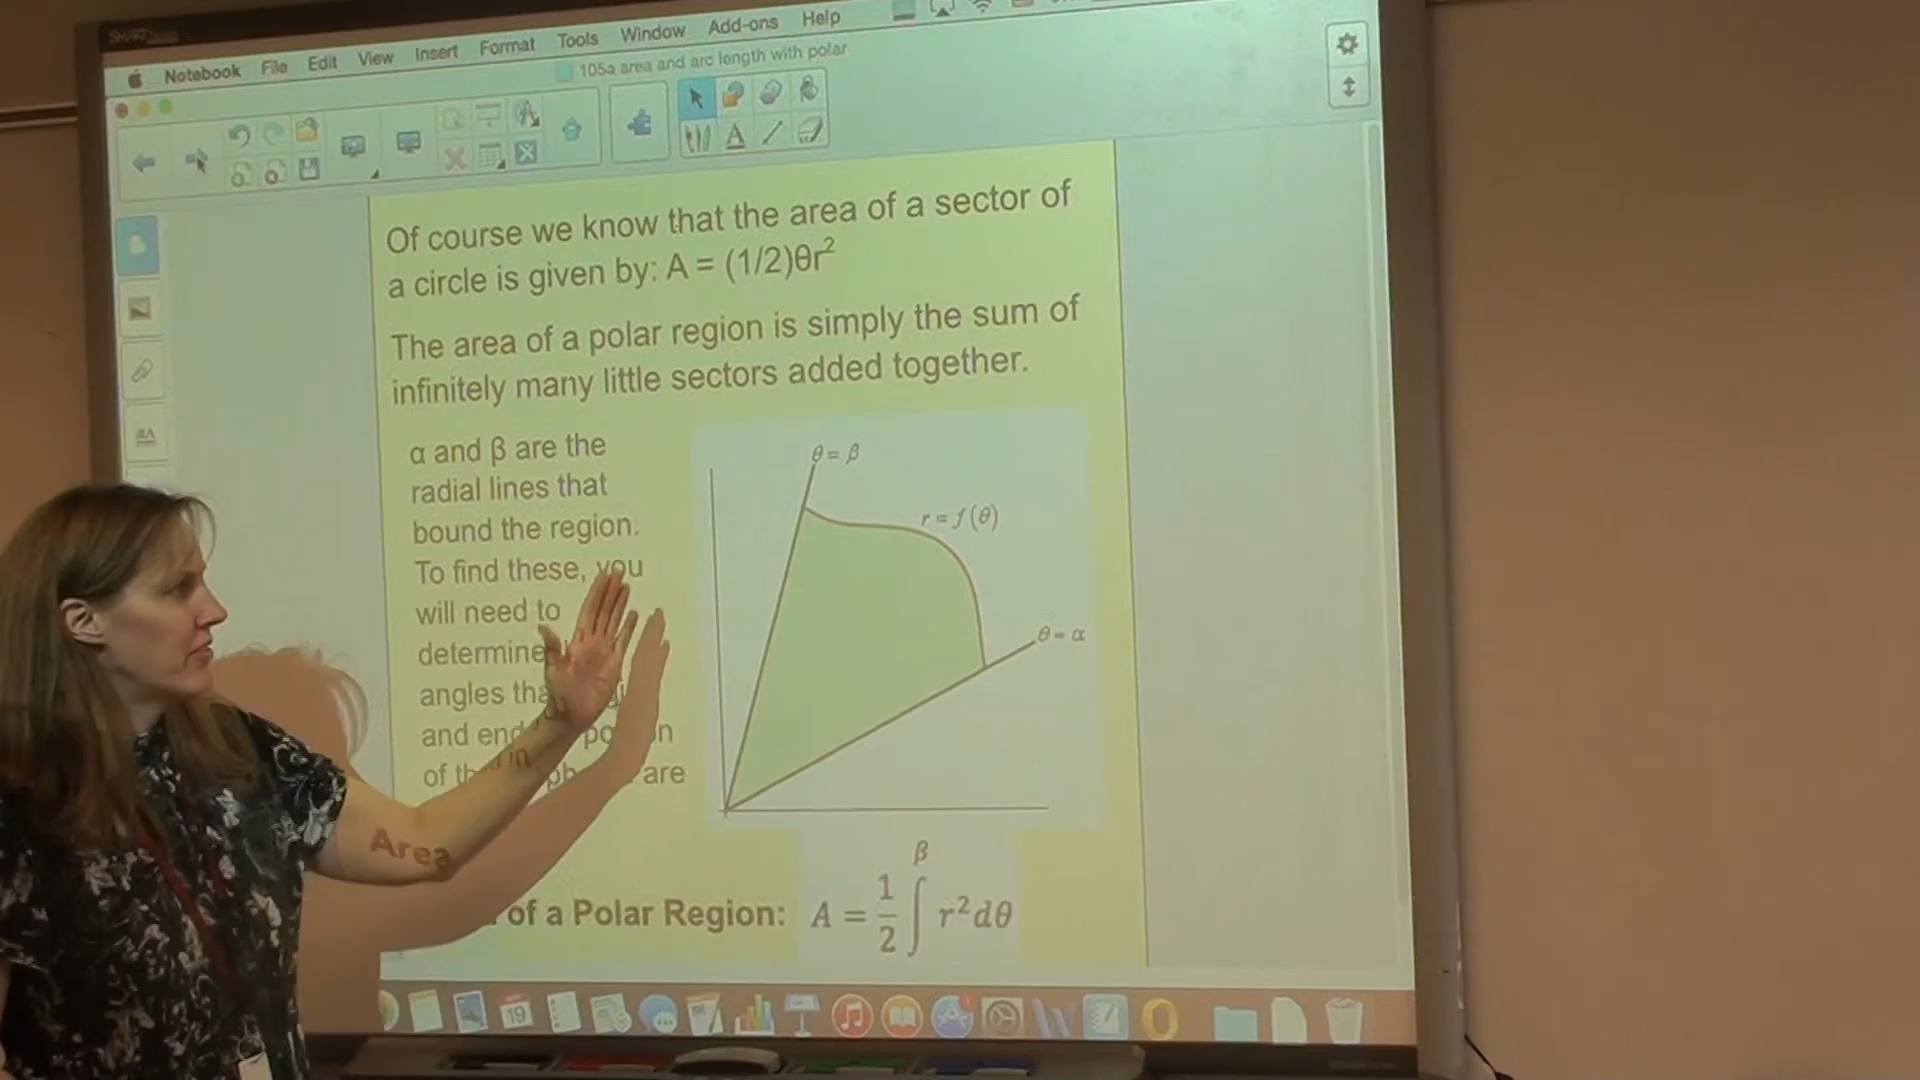 Notebook File Edit View Insert Format Tools Window Add-ons Help
105a area and arc length with polar
Of course we know that the area of a sector of
a circle is given by: A = (1/2)θr²
The area of a polar region is simply the sum of
infinitely many little sectors added together.
α and β are the
radial lines that
bound the region.
To find these, you
will need to
determine
angles
and end
of are
θ = β
r = f(θ)
θ = α
Area of a Polar Region: A = 1/2 ∫ β r²dθ
19